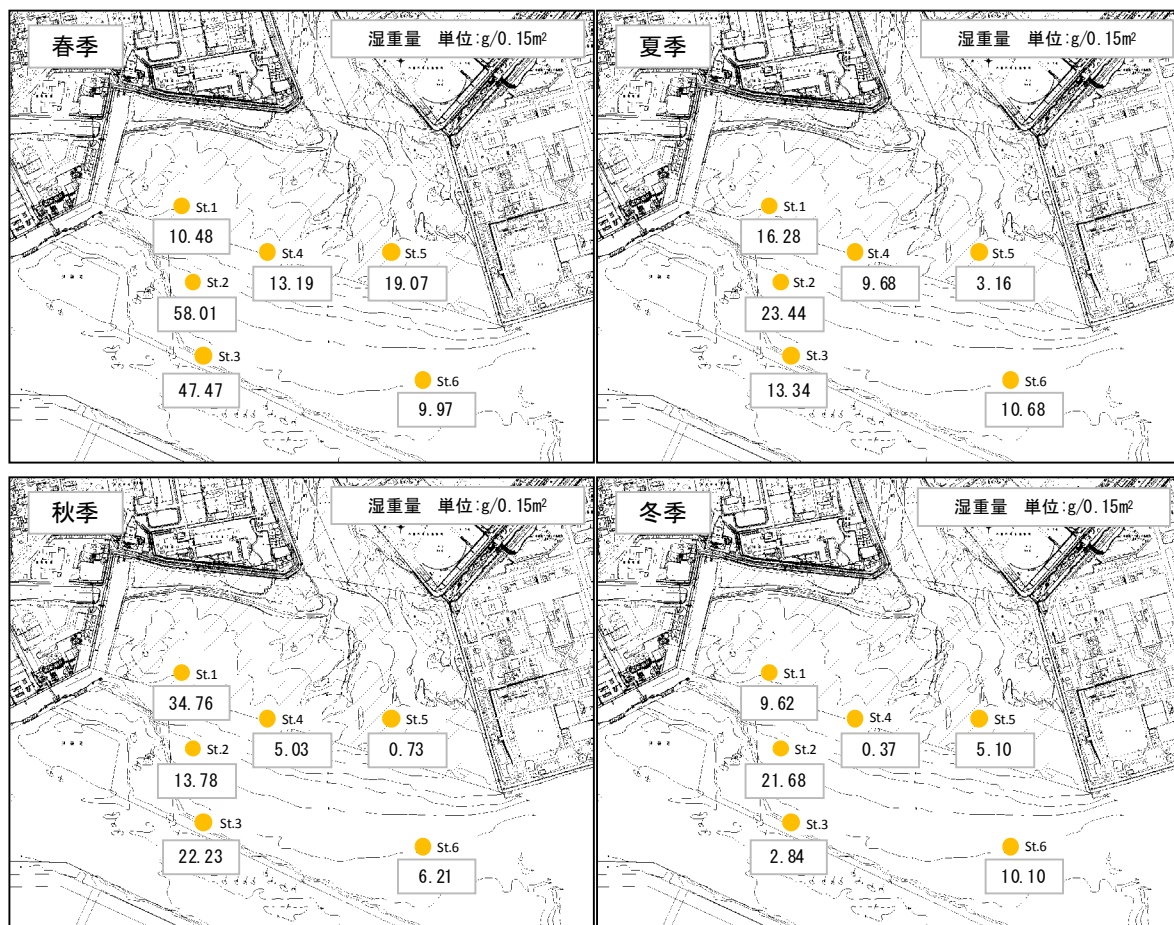 春季
湿重量 単位:g/0.15m²
St.1
10.48
St.4
13.19
St.5
19.07
St.2
58.01
St.3
47.47
St.6
9.97
夏季
湿重量 単位:g/0.15m²
St.1
16.28
St.4
9.68
St.5
3.16
St.2
23.44
St.3
13.34
St.6
10.68
秋季
湿重量 単位:g/0.15m²
St.1
34.76
St.4
5.03
St.5
0.73
St.2
13.78
St.3
22.23
St.6
6.21
冬季
湿重量 単位:g/0.15m²
St.1
9.62
St.4
0.37
St.5
5.10
St.2
21.68
St.3
2.84
St.6
10.10